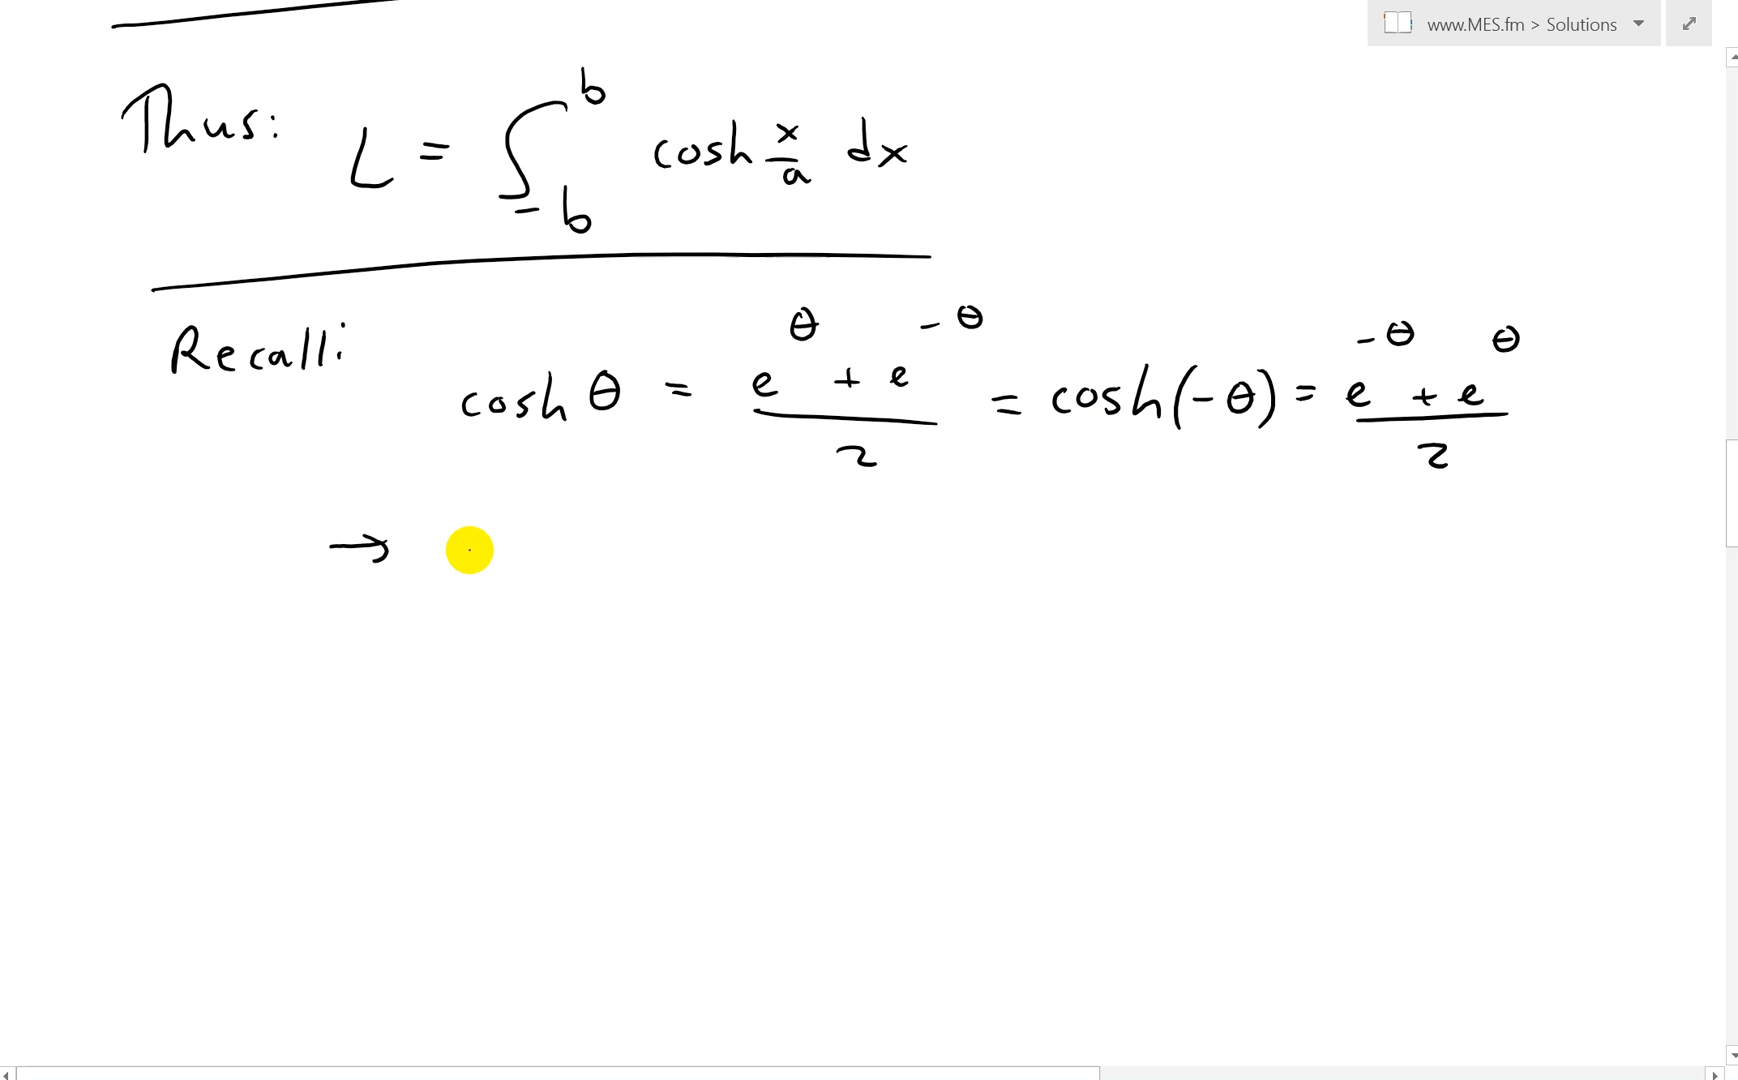 www.MES.fm > Solutions
Thus: L = ∫_{-b}^{b} cosh x/a dx
Recall:
cosh θ = (e^θ + e^{-θ})/2 = cosh(-θ) = (e^{-θ} + e^θ)/2
→